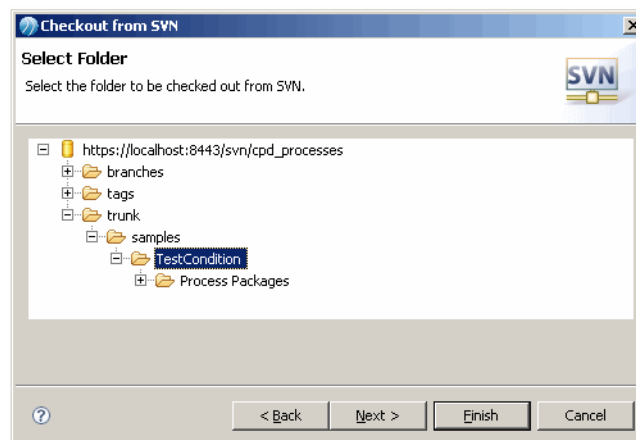 Checkout from SVN
Select Folder
Select the folder to be checked out from SVN.
SVN
https://localhost:8443/svn/cpd_processes
branches
tags
trunk
samples
TestCondition
Process Packages
< Back Next > Finish Cancel